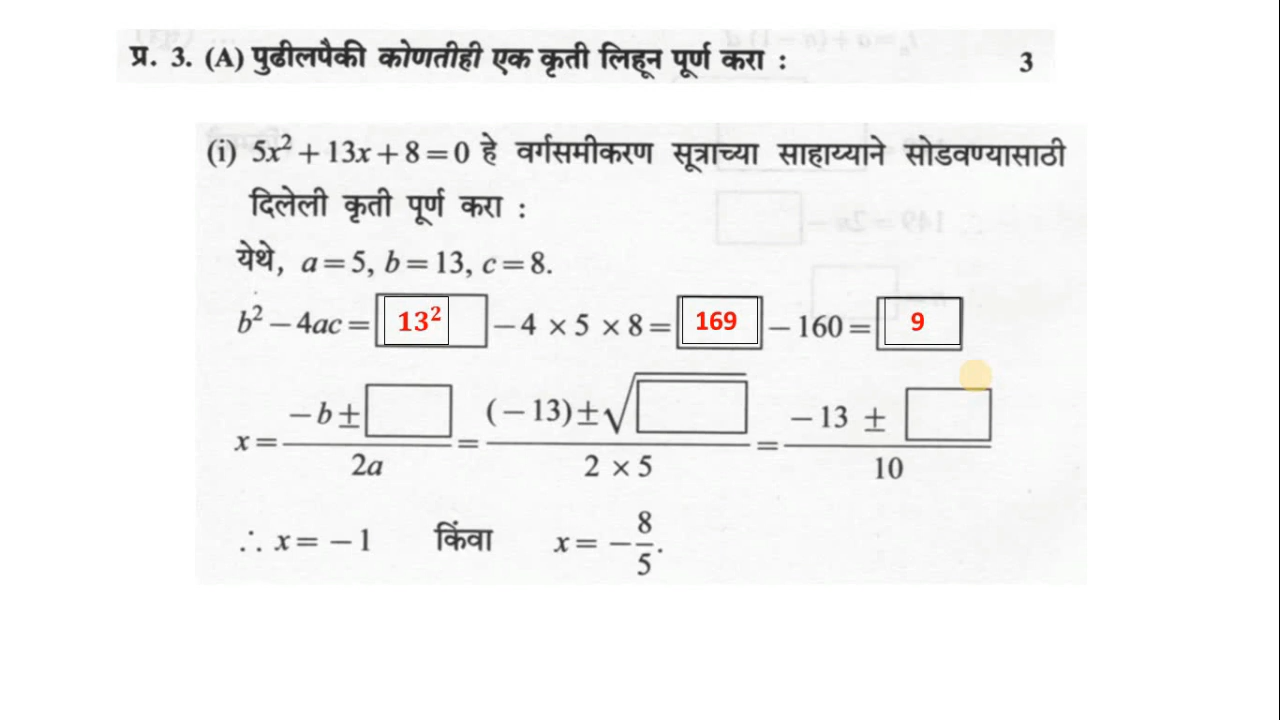 प्र. 3. (A) पुढीलपैकी कोणतीही एक कृती लिहून पूर्ण करा : 3
(i) 5x² + 13x + 8 = 0 हे वर्गसमीकरण सूत्राच्या साहाय्याने सोडवण्यासाठी
दिलेली कृती पूर्ण करा :
येथे, a = 5, b = 13, c = 8.
b² − 4ac = 13² − 4 × 5 × 8 = 169 − 160 = 9
x = (−b ± □)/2a = ((−13) ± √□)/(2 × 5) = (−13 ± □)/10
∴ x = −1 किंवा x = −8/5.